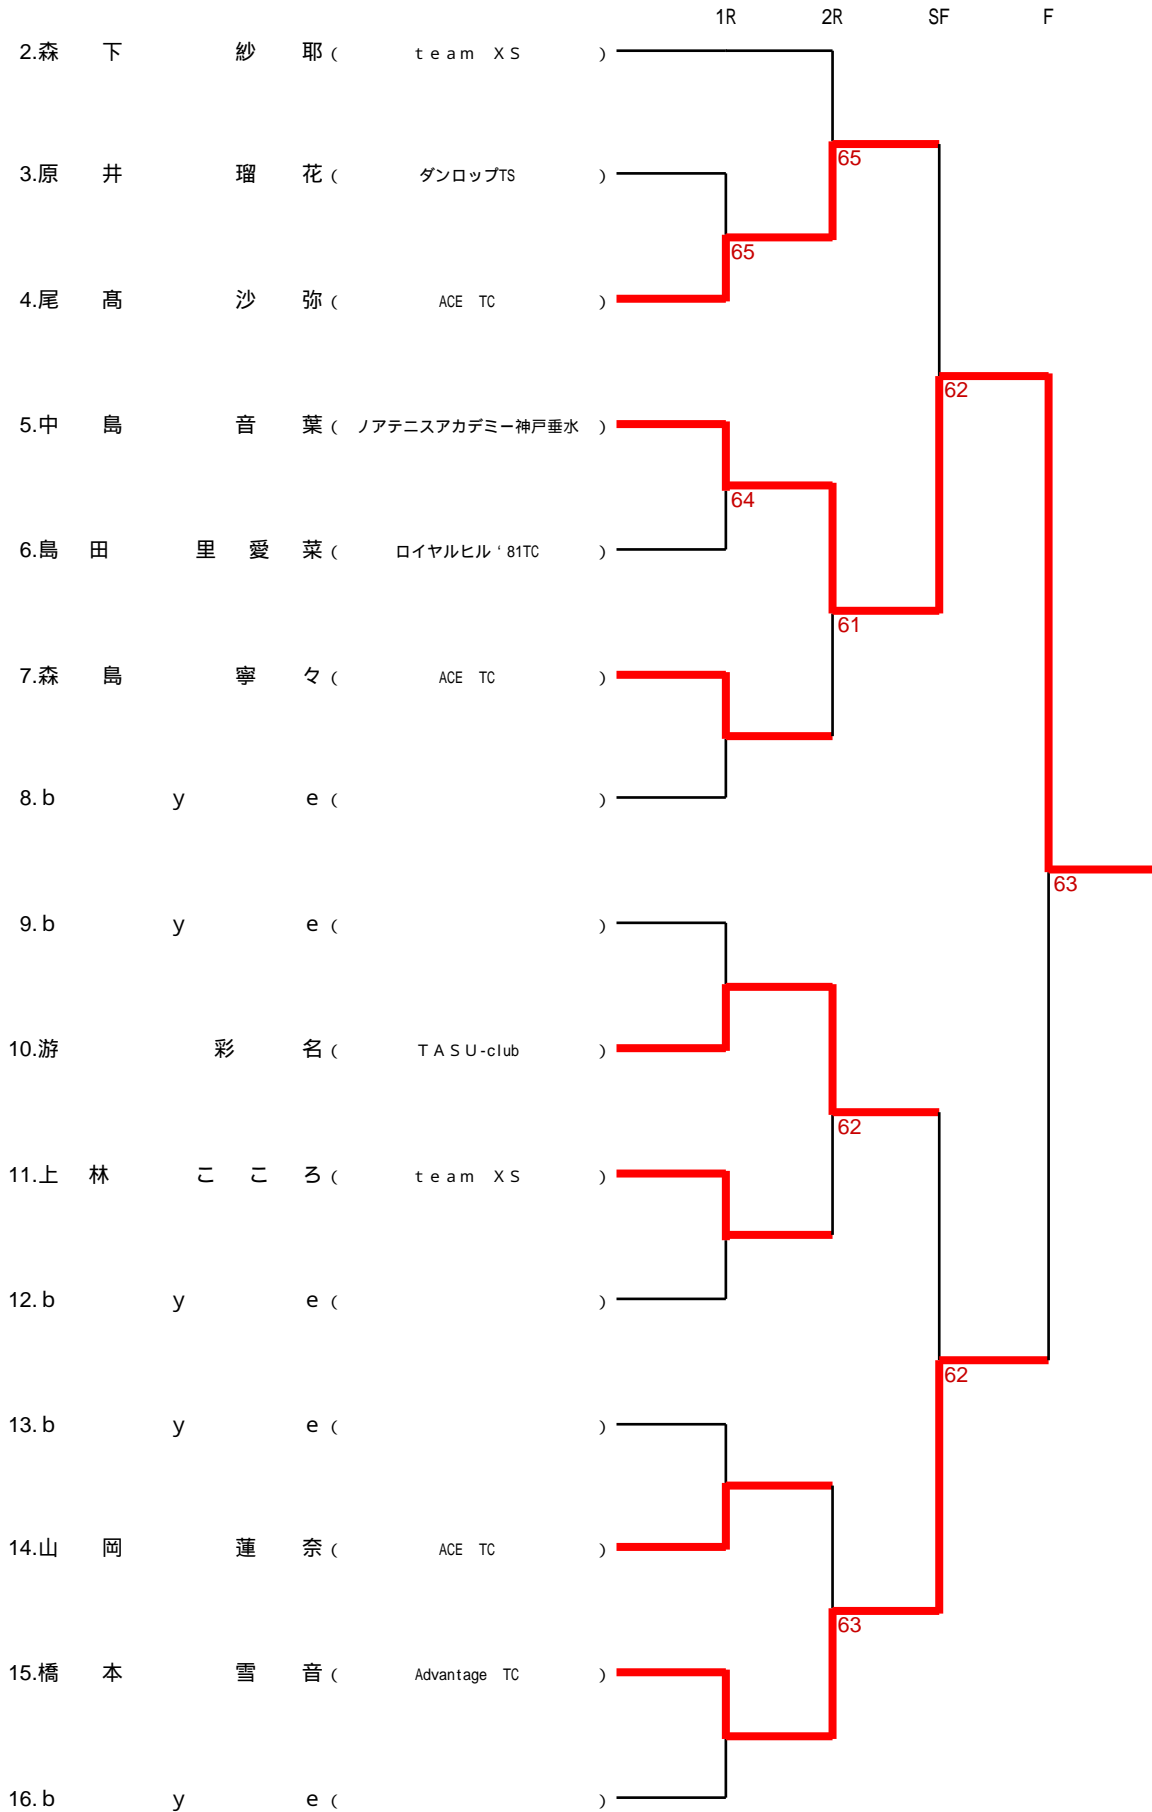 1R 2R SF F
2.森 下 紗 耶( ｔｅａｍ ＸＳ )
65
3.原 井 瑠 花( ダンロップTS )
65
4.尾 髙 沙 弥( ACE TC )
62
5.中 島 音 葉( ノアテニスアカデミー神戸垂水 )
64
6.島 田 里 愛 菜( ロイヤルヒル‘81TC )
61
7.森 島 寧 々( ACE TC )
8.ｂ ｙ ｅ( )
63
9.ｂ ｙ ｅ( )
10.游 彩 名( ＴＡＳＵ-club )
62
11.上 林 こ こ ろ( ｔｅａｍ ＸＳ )
12.ｂ ｙ ｅ( )
62
13.ｂ ｙ ｅ( )
14.山 岡 蓮 奈( ACE TC )
63
15.橋 本 雪 音( Advantage TC )
16.ｂ ｙ ｅ( )